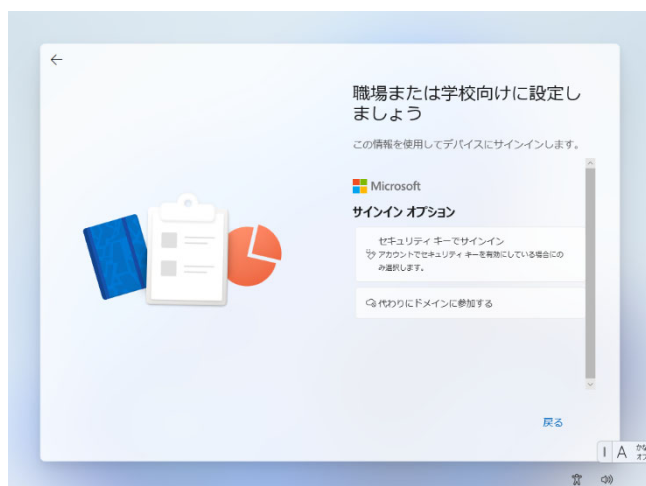 職場または学校向けに設定し
ましょう
この情報を使用してデバイスにサインインします。
Microsoft
サインイン オプション
セキュリティ キーでサインイン
アカウントでセキュリティ キーを有効にしている場合にの
み選択します。
代わりにドメインに参加する
戻る
A